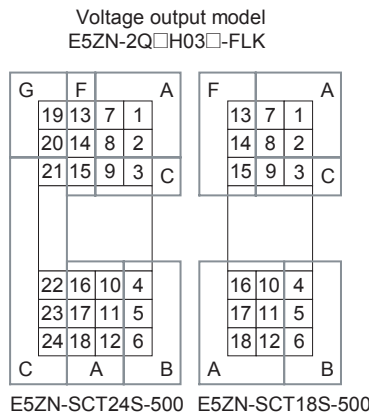 Voltage output model
E5ZN-2Q□H03□-FLK
G F A F A
19 13 7 1 13 7 1
20 14 8 2 14 8 2
21 15 9 3 C 15 9 3 C
22 16 10 4 16 10 4
23 17 11 5 17 11 5
24 18 12 6 18 12 6
C A B A B
E5ZN-SCT24S-500 E5ZN-SCT18S-500